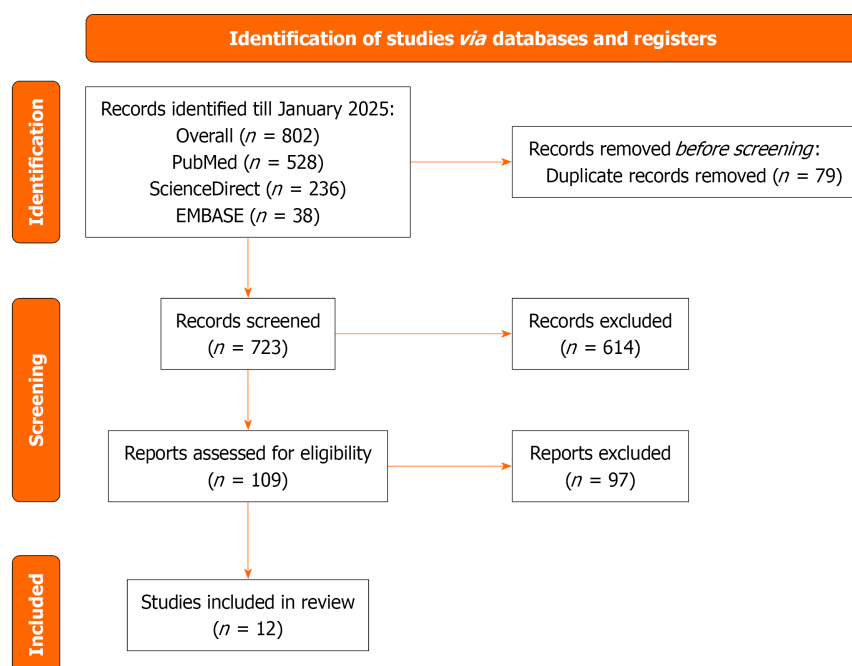 Identification of studies via databases and registers
Identification
Records identified till January 2025:
Overall (n = 802)
PubMed (n = 528)
ScienceDirect (n = 236)
EMBASE (n = 38)
Records removed before screening:
Duplicate records removed (n = 79)
Screening
Records screened
(n = 723)
Records excluded
(n = 614)
Reports assessed for eligibility
(n = 109)
Reports excluded
(n = 97)
Included
Studies included in review
(n = 12)